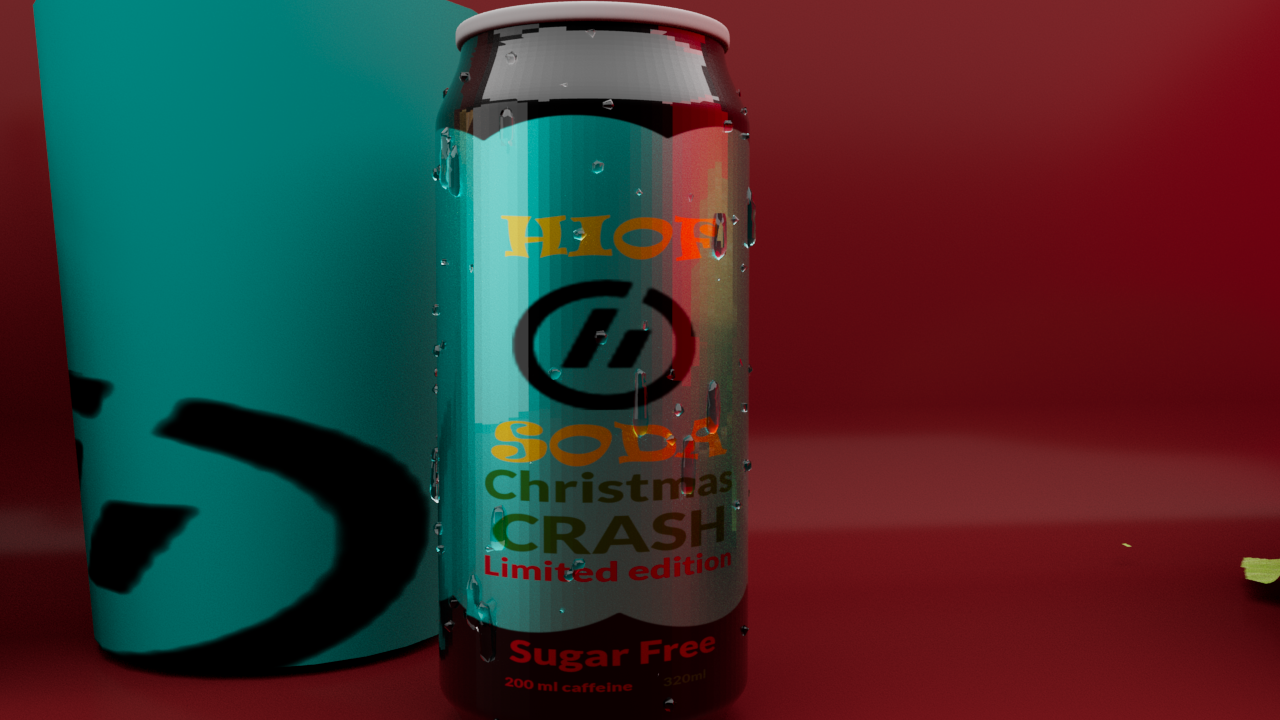 HIOF
SODA
Christmas
CRASH
Limited edition
Sugar Free
200 ml caffeine 320ml